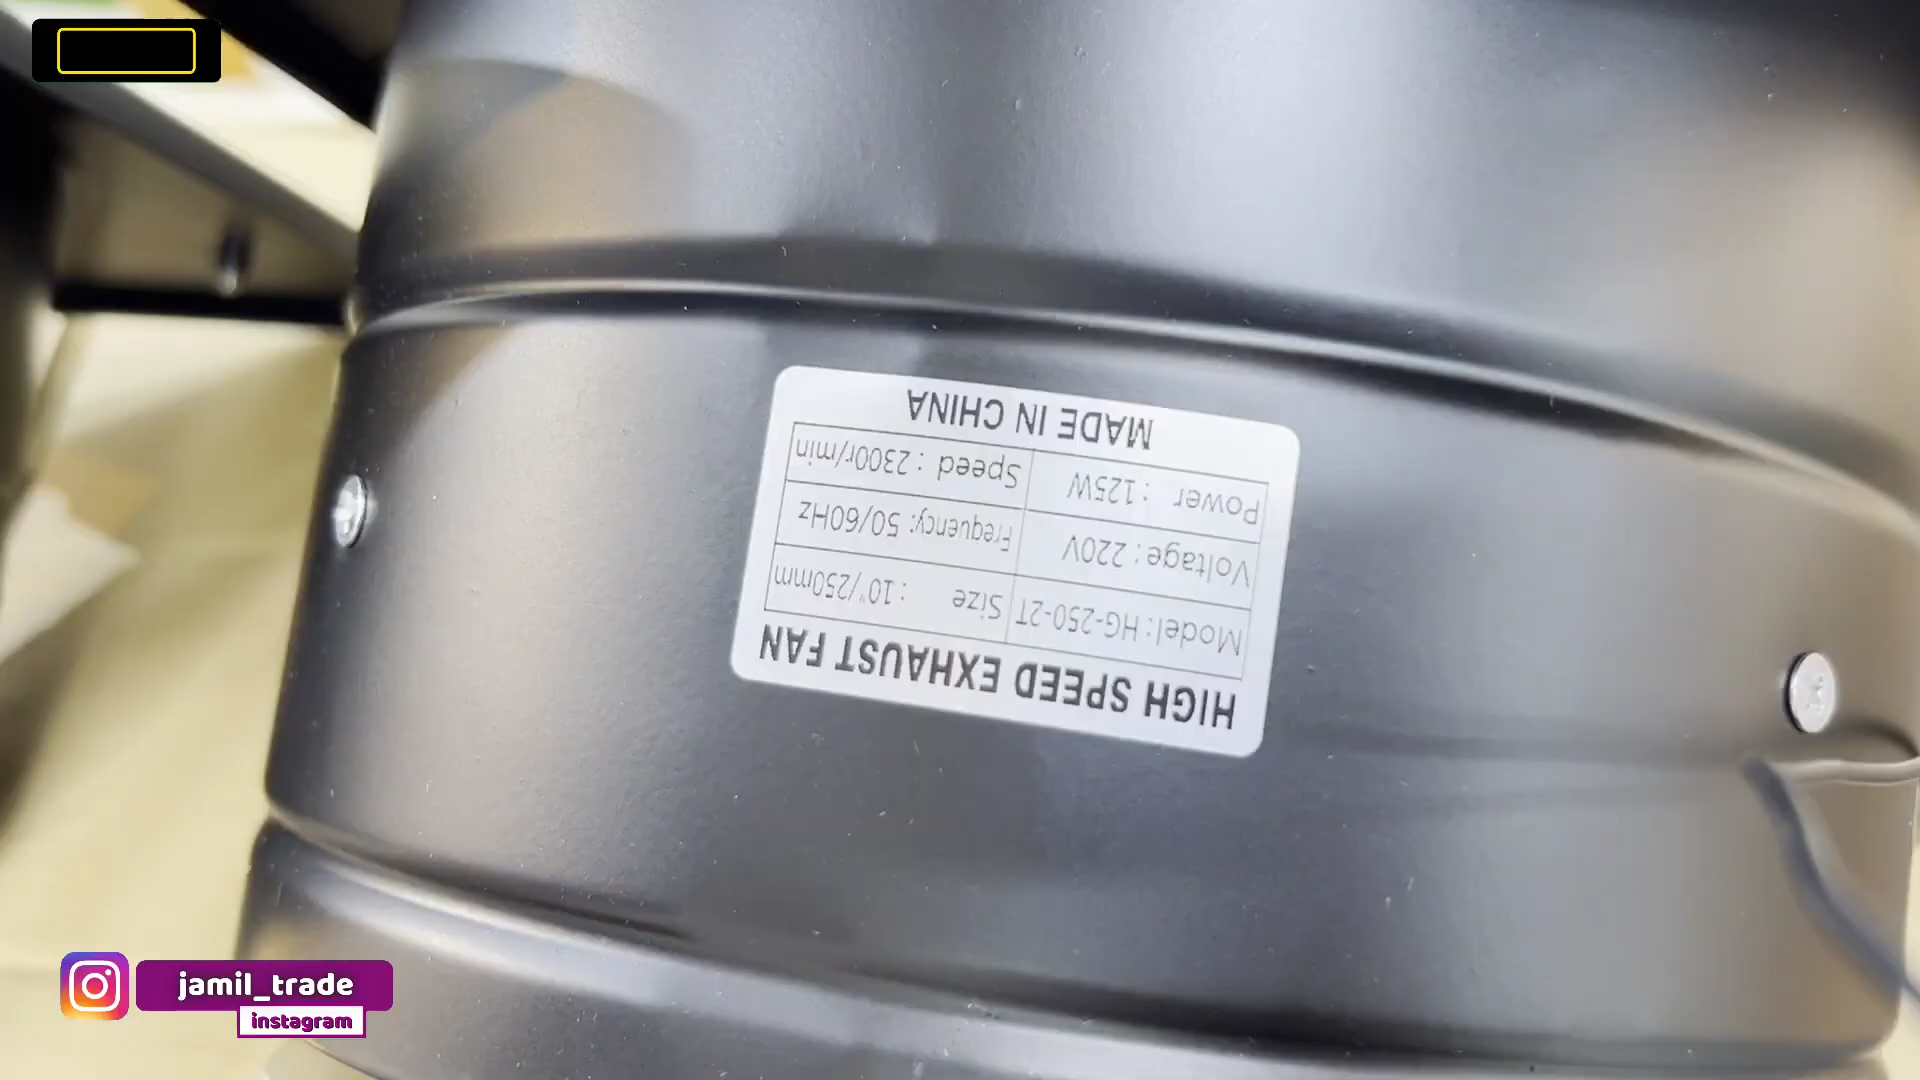 HIGH SPEED EXHAUST FAN
Model: HG-250-2T Size : 10"/250mm
Voltage: 220V Frequency: 50/60Hz
Power : 125W Speed : 2300r/min
MADE IN CHINA
jamil_trade
instagram